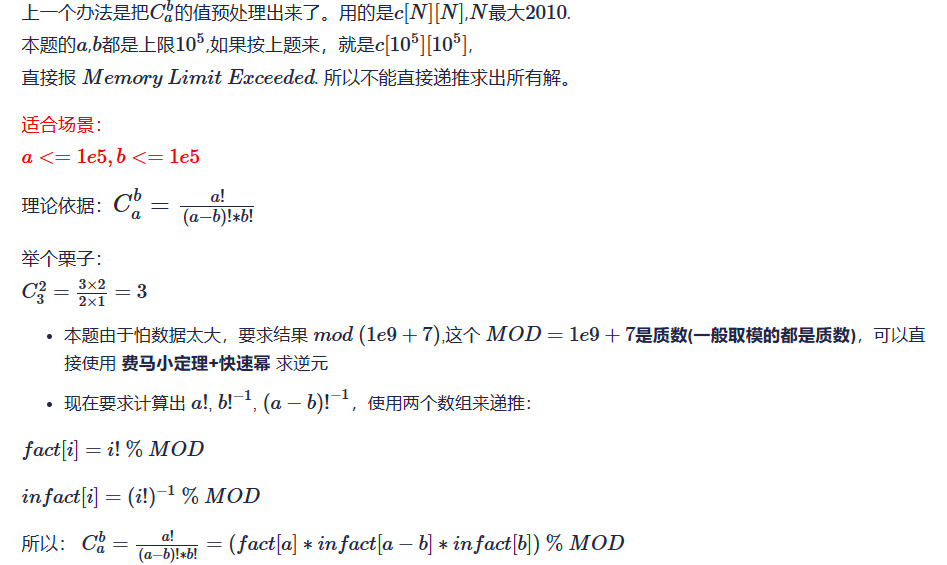 上一个办法是把$C_a^b$的值预处理出来了。用的是$c[N][N]$,$N$最大$2010$.
本题的$a$,$b$都是上限$10^5$,如果按上题来，就是$c[10^5][10^5]$,
直接报 $Memory\ Limit\ Exceeded$. 所以不能直接递推求出所有解。
适合场景：
$a <= 1e5, b <= 1e5$
理论依据：$C_a^b = \frac{a!}{(a-b)!*b!}$
举个栗子：
$C_3^2 = \frac{3 \times 2}{2 \times 1} = 3$
• 本题由于怕数据太大，要求结果 $mod\ (1e9 + 7)$,这个 $MOD = 1e9 + 7$是质数(一般取模的都是质数)，可以直
接使用 费马小定理+快速幂 求逆元
• 现在要求计算出 $a!$, $b!^{-1}$, $(a - b)!^{-1}$，使用两个数组来递推：
$fact[i] = i!\ \%\ MOD$
$infact[i] = (i!)^{-1}\ \%\ MOD$
所以： $C_a^b = \frac{a!}{(a-b)!*b!} = (fact[a] * infact[a - b] * infact[b])\ \%\ MOD$